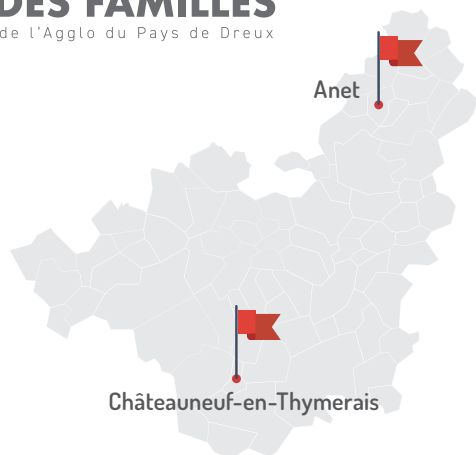 DES FAMILLES
de l'Agglo du Pays de Dreux
Anet
Châteauneuf-en-Thymerais